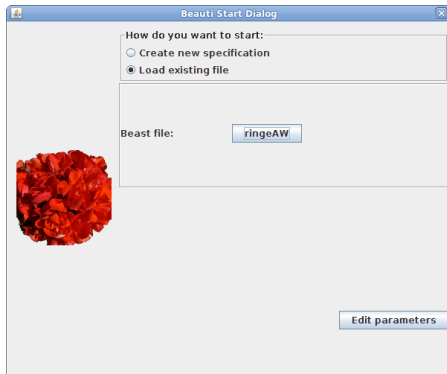 Beauti Start Dialog
How do you want to start:
Create new specification
Load existing file
Beast file:
ringeAW
Edit parameters